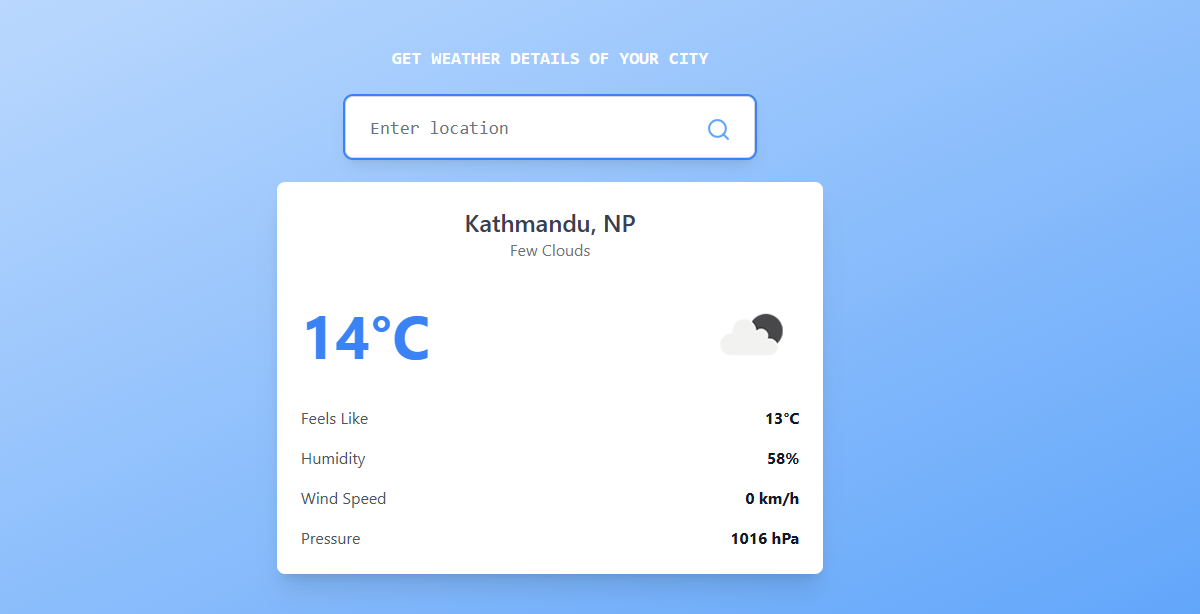 GET WEATHER DETAILS OF YOUR CITY
Enter location
Kathmandu, NP
Few Clouds
14°C
Feels Like 13°C
Humidity 58%
Wind Speed 0 km/h
Pressure 1016 hPa